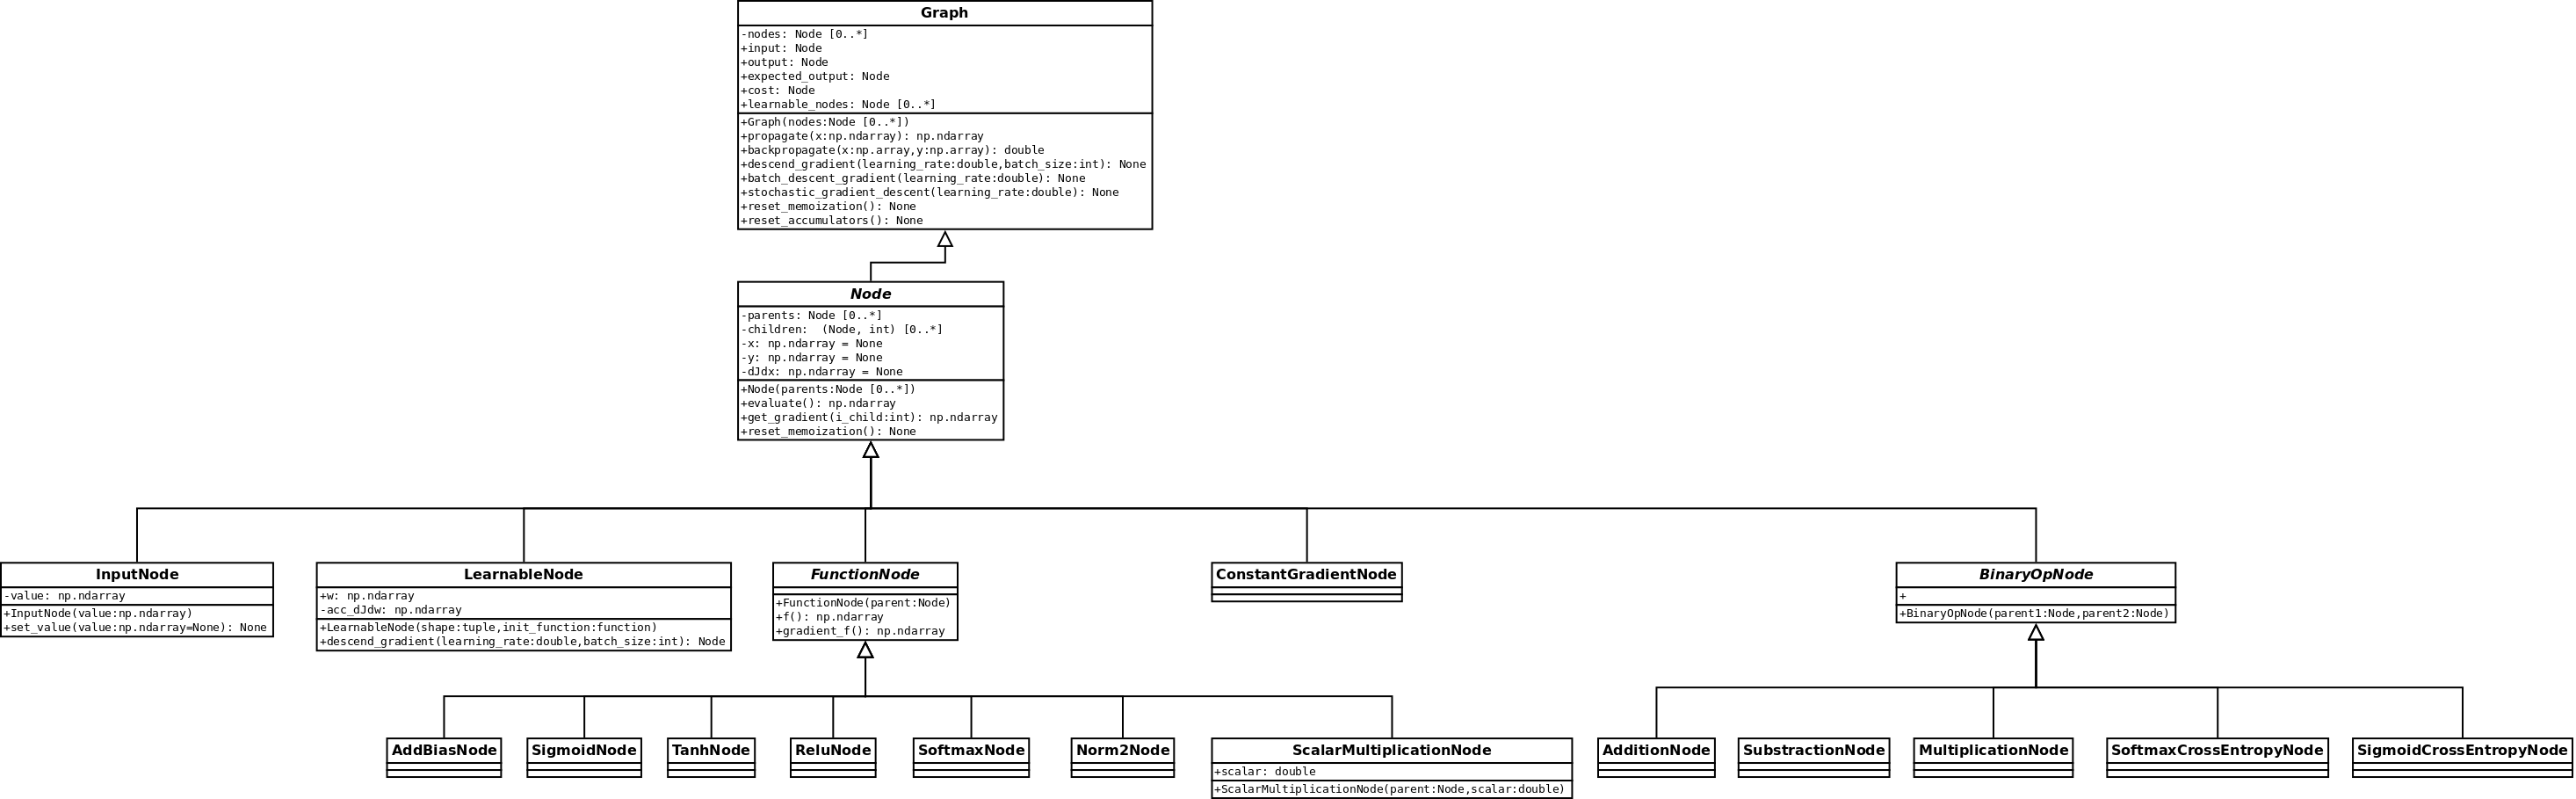 Graph
-nodes: Node [0..*]
+input: Node
+output: Node
+expected_output: Node
+cost: Node
+learnable_nodes: Node [0..*]
+Graph(nodes:Node [0..*])
+propagate(x:np.ndarray): np.ndarray
+backpropagate(x:np.array,y:np.array): double
+descend_gradient(learning_rate:double,batch_size:int): None
+batch_descent_gradient(learning_rate:double): None
+stochastic_gradient_descent(learning_rate:double): None
+reset_memoization(): None
+reset_accumulators(): None
Node
-parents: Node [0..*]
-children:  (Node, int) [0..*]
-x: np.ndarray = None
-y: np.ndarray = None
-dJdx: np.ndarray = None
+Node(parents:Node [0..*])
+evaluate(): np.ndarray
+get_gradient(i_child:int): np.ndarray
+reset_memoization(): None
InputNode
-value: np.ndarray
+InputNode(value:np.ndarray)
+set_value(value:np.ndarray=None): None
LearnableNode
+w: np.ndarray
-acc_dJdw: np.ndarray
+LearnableNode(shape:tuple,init_function:function)
+descend_gradient(learning_rate:double,batch_size:int): Node
FunctionNode
+FunctionNode(parent:Node)
+f(): np.ndarray
+gradient_f(): np.ndarray
ConstantGradientNode
BinaryOpNode
+
+BinaryOpNode(parent1:Node,parent2:Node)
AddBiasNode
SigmoidNode
TanhNode
ReluNode
SoftmaxNode
Norm2Node
ScalarMultiplicationNode
+scalar: double
+ScalarMultiplicationNode(parent:Node,scalar:double)
AdditionNode
SubstractionNode
MultiplicationNode
SoftmaxCrossEntropyNode
SigmoidCrossEntropyNode